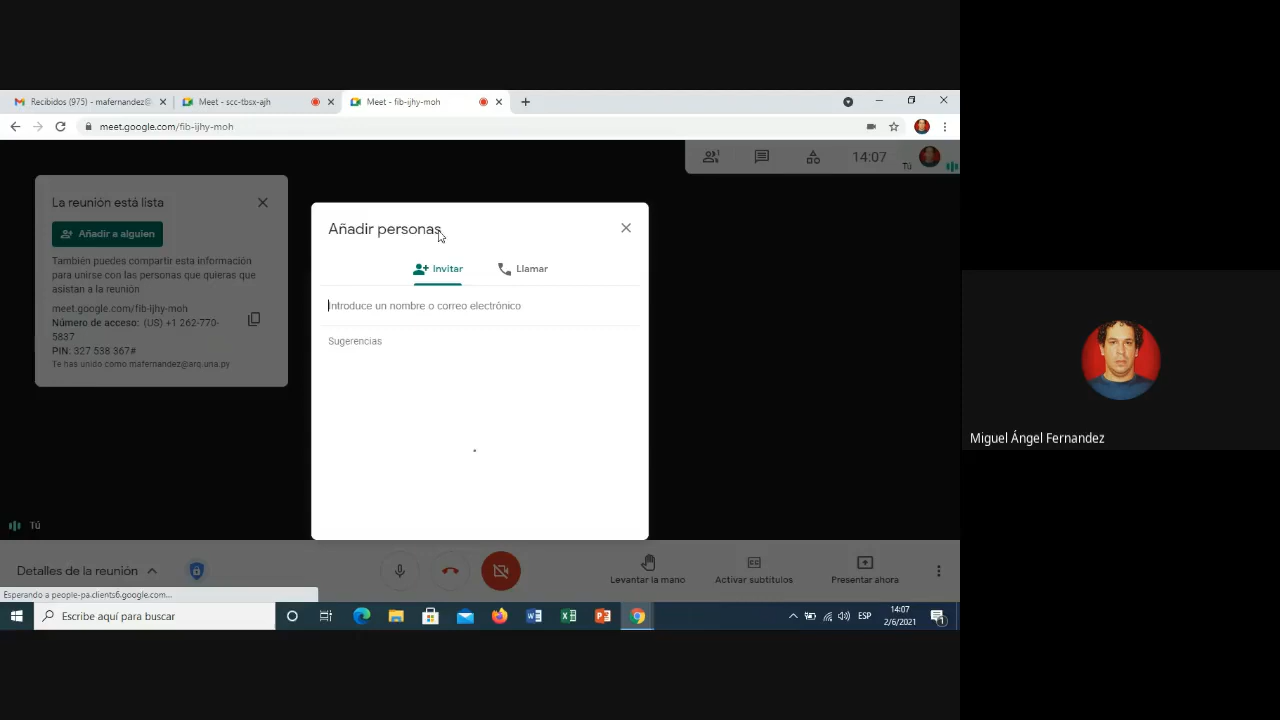 Recibidos (975) - mafernandez@
Meet - scc-tbsx-ajh
Meet - fib-ijhy-moh
meet.google.com/fib-ijhy-moh
1
14:07
Tú
La reunión está lista
Añadir a alguien
También puedes compartir esta información
para unirse con las personas que quieras que
asistan a la reunión
meet.google.com/fib-ijhy-moh
Número de acceso: (US) +1 262-770-
5837
PIN: 327 538 367#
Te has unido como mafernandez@arq.una.py
Añadir personas
Invitar
Llamar
Introduce un nombre o correo electrónico
Sugerencias
Tú
Miguel Ángel Fernandez
Detalles de la reunión
Levantar la mano
Activar subtítulos
Presentar ahora
Esperando a people-pa.clients6.google.com...
Escribe aquí para buscar
ESP
14:07
2/6/2021
1